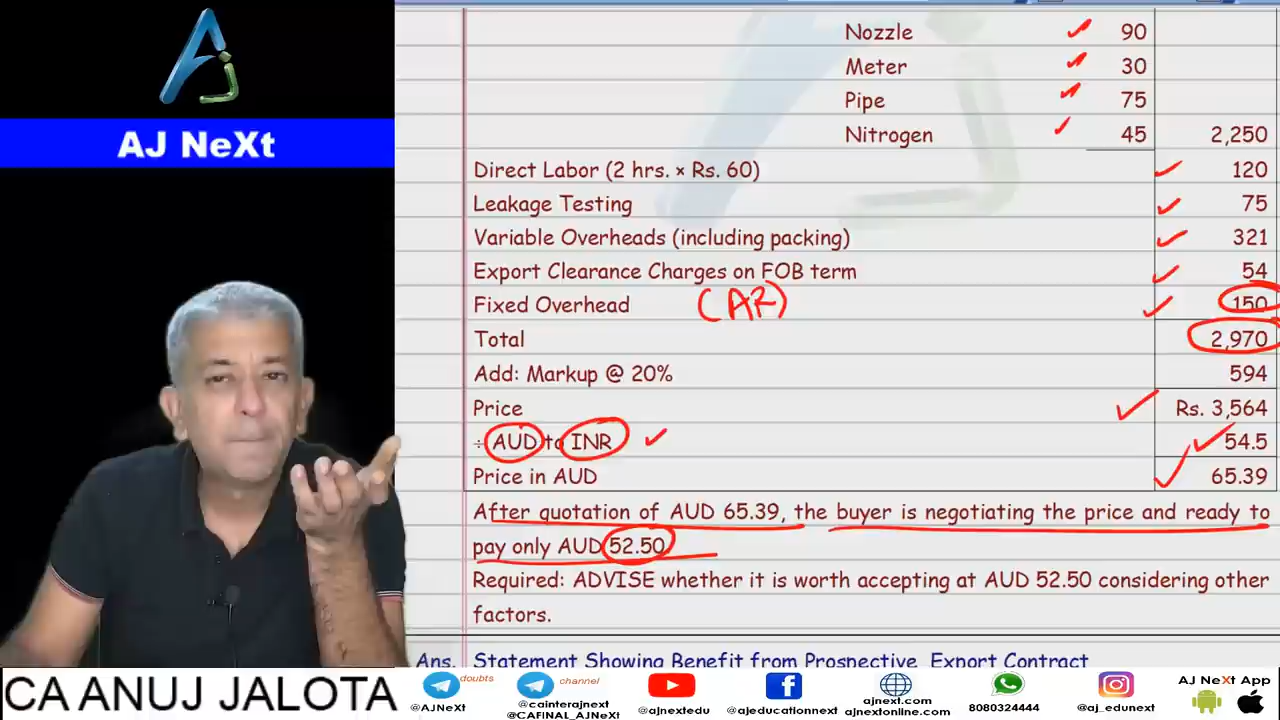 AJ NeXt
Nozzle 90
Meter 30
Pipe 75
Nitrogen 45 2,250
Direct Labor (2 hrs. × Rs. 60) 120
Leakage Testing 75
Variable Overheads (including packing) 321
Export Clearance Charges on FOB term 54
Fixed Overhead (AR) 150
Total 2,970
Add: Markup @ 20% 594
Price Rs. 3,564
÷ AUD to INR 54.5
Price in AUD 65.39
After quotation of AUD 65.39, the buyer is negotiating the price and ready to
pay only AUD 52.50
Required: ADVISE whether it is worth accepting at AUD 52.50 considering other
factors.
Ans. Statement Showing Benefit from Prospective Export Contract
CA ANUJ JALOTA
doubts
@AJNeXt
channel
@cainterajnext
@CAFINAL_AJNeXt
@ajnextedu
@ajeducationnext
ajnext.com
ajnextonline.com
8080324444
@aj_edunext
AJ NeXt App